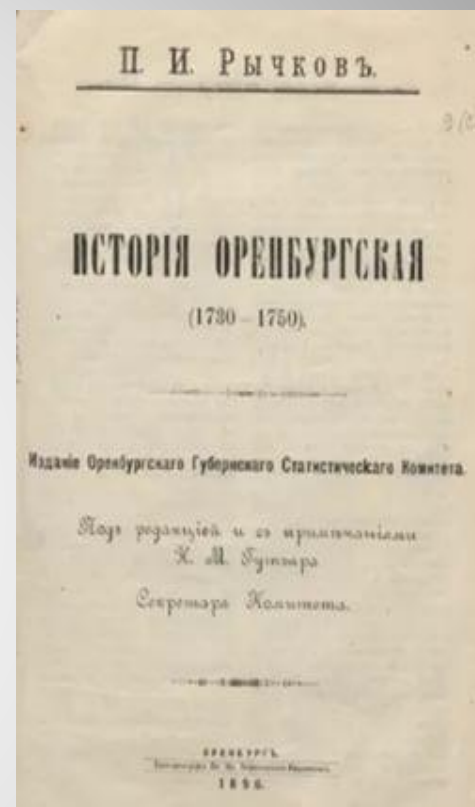 П. И. Рычковъ.
ИСТОРІЯ ОРЕНБУРГСКАЯ
(1730 – 1750).
Изданіе Оренбургскаго Губернскаго Статистическаго Комитета.
Подъ редакціей и съ примѣчаніями
Н. М. Гутьяра
Секретаря Комитета.
ОРЕНБУРГЪ.
1896.